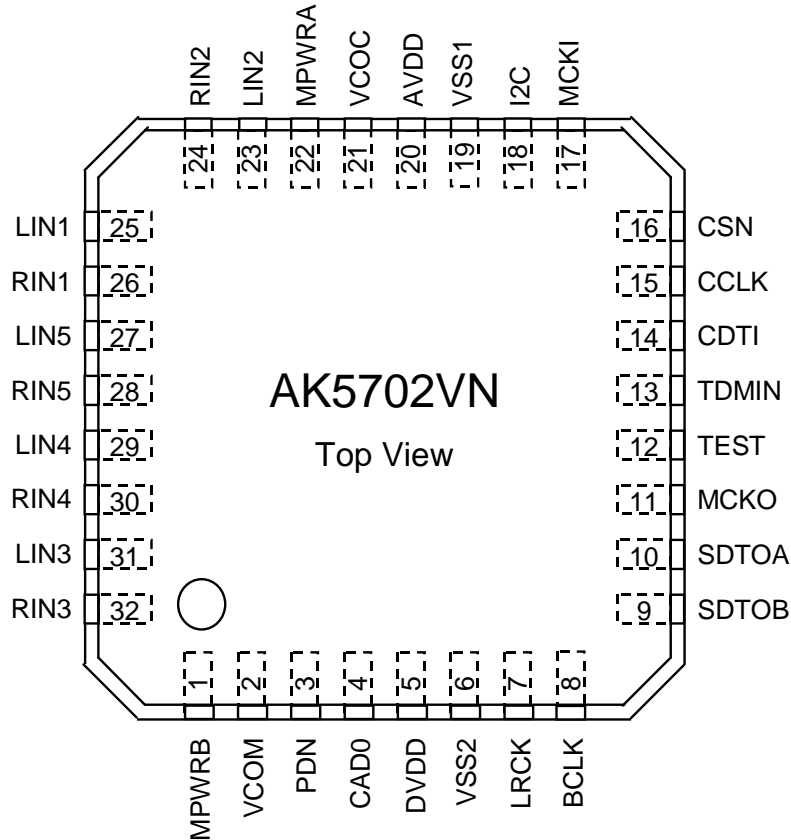 RIN2 LIN2 MPWRA VCOC AVDD VSS1 I2C MCKI
24 23 22 21 20 19 18 17
LIN1 25 16 CSN
RIN1 26 15 CCLK
LIN5 27 14 CDTI
RIN5 28 13 TDMIN
AK5702VN
LIN4 29 12 TEST
Top View
RIN4 30 11 MCKO
LIN3 31 10 SDTOA
RIN3 32 9 SDTOB
1 2 3 4 5 6 7 8
MPWRB VCOM PDN CAD0 DVDD VSS2 LRCK BCLK